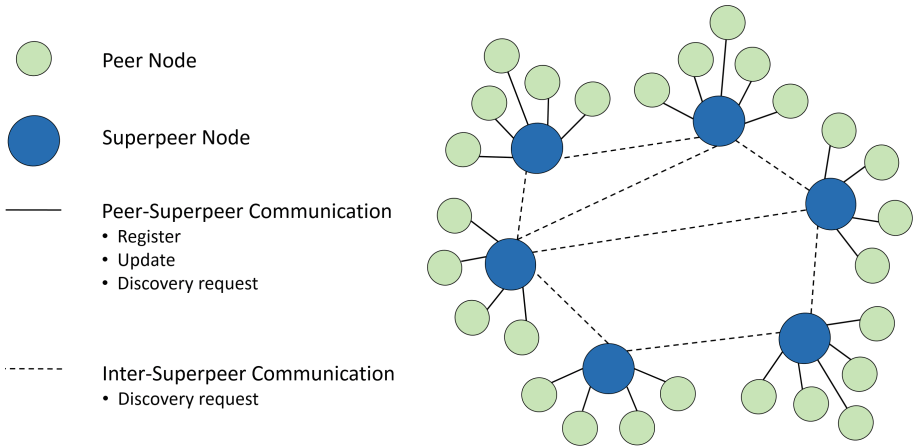 Peer Node
Superpeer Node
Peer-Superpeer Communication
• Register
• Update
• Discovery request
Inter-Superpeer Communication
• Discovery request